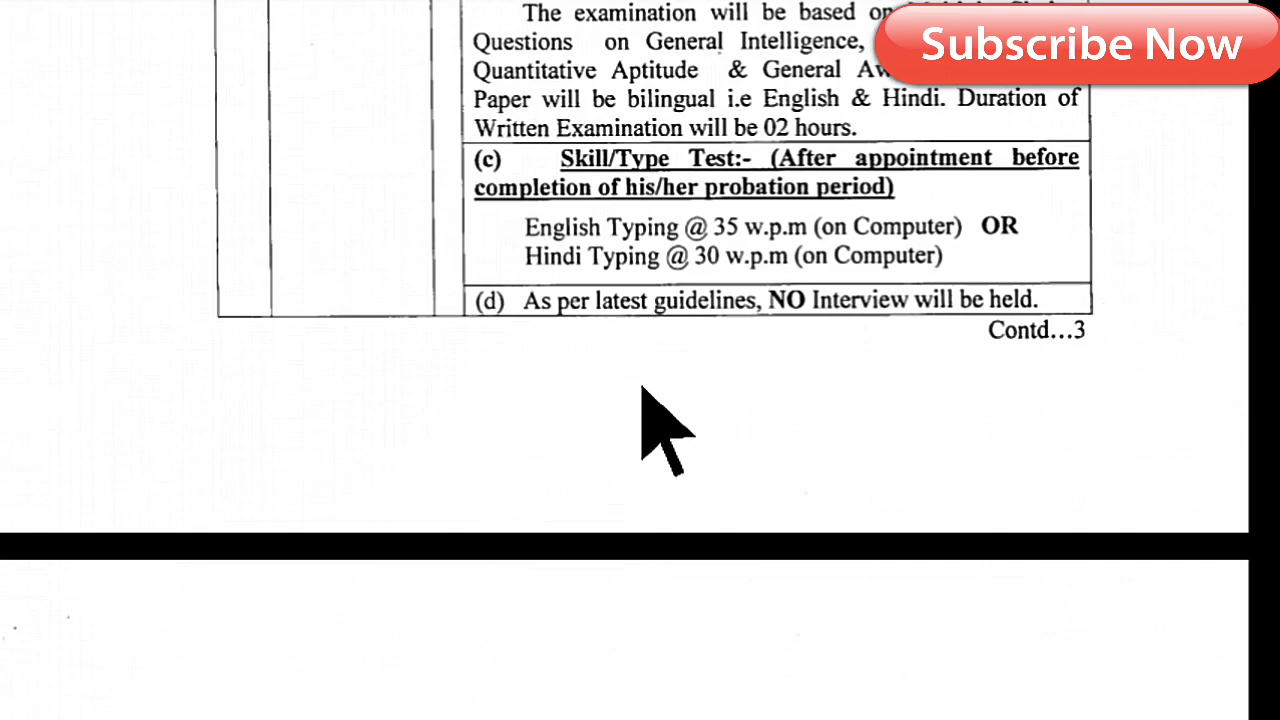 The examination will be based on
Subscribe Now
Questions on General Intelligence,
Quantitative Aptitude & General
Paper will be bilingual i.e English & Hindi. Duration of
Written Examination will be 02 hours.
(c) Skill/Type Test:- (After appointment before
completion of his/her probation period)
English Typing @ 35 w.p.m (on Computer) OR
Hindi Typing @ 30 w.p.m (on Computer)
(d) As per latest guidelines, NO Interview will be held.
Contd...3